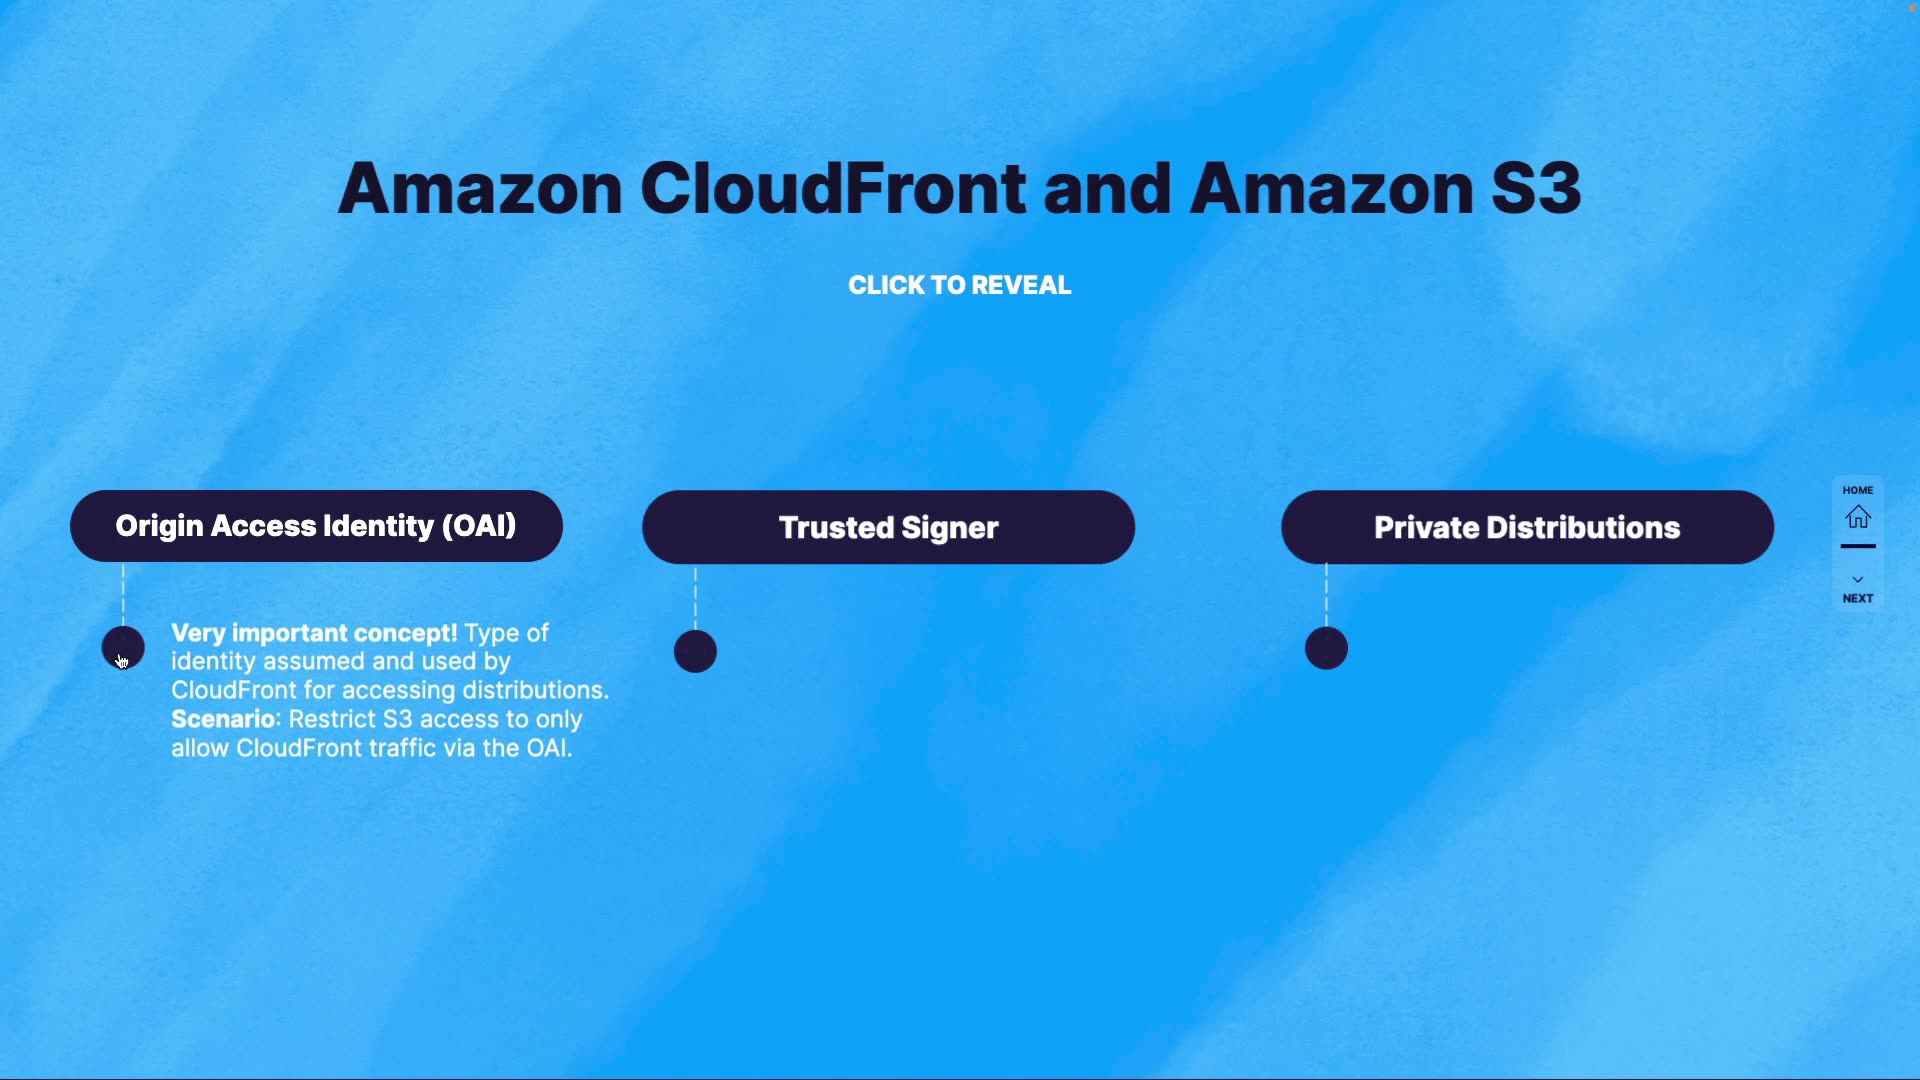 Amazon CloudFront and Amazon S3
CLICK TO REVEAL
Origin Access Identity (OAI)
Very important concept! Type of
identity assumed and used by
CloudFront for accessing distributions.
Scenario: Restrict S3 access to only
allow CloudFront traffic via the OAI.
Trusted Signer
Private Distributions
HOME
NEXT